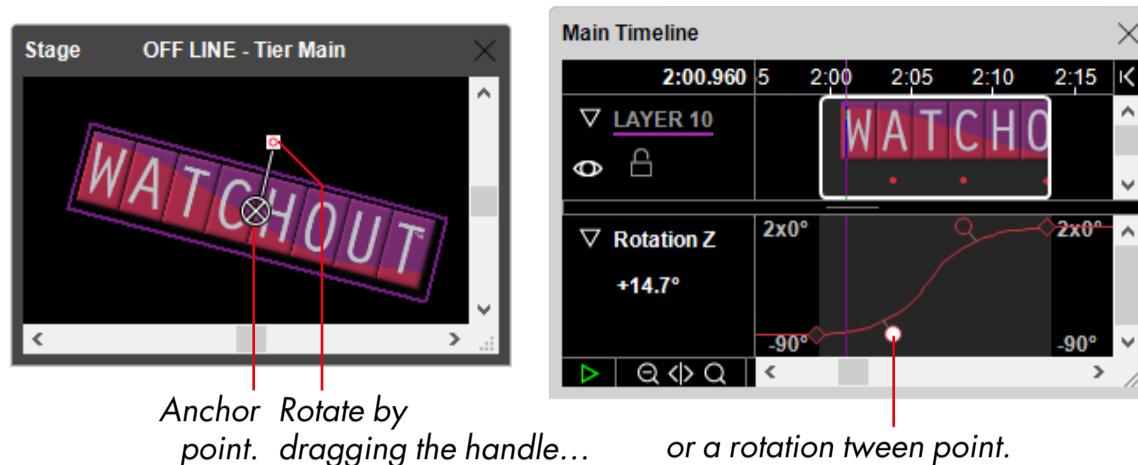 Stage OFF LINE - Tier Main
WATCHOUT
Anchor point.
Rotate by
dragging the handle...
Main Timeline
2:00.960 5 2:00 2:05 2:10 2:15
LAYER 10
WATCHO
Rotation Z
+14.7°
2x0° 2x0°
-90° -90°
or a rotation tween point.